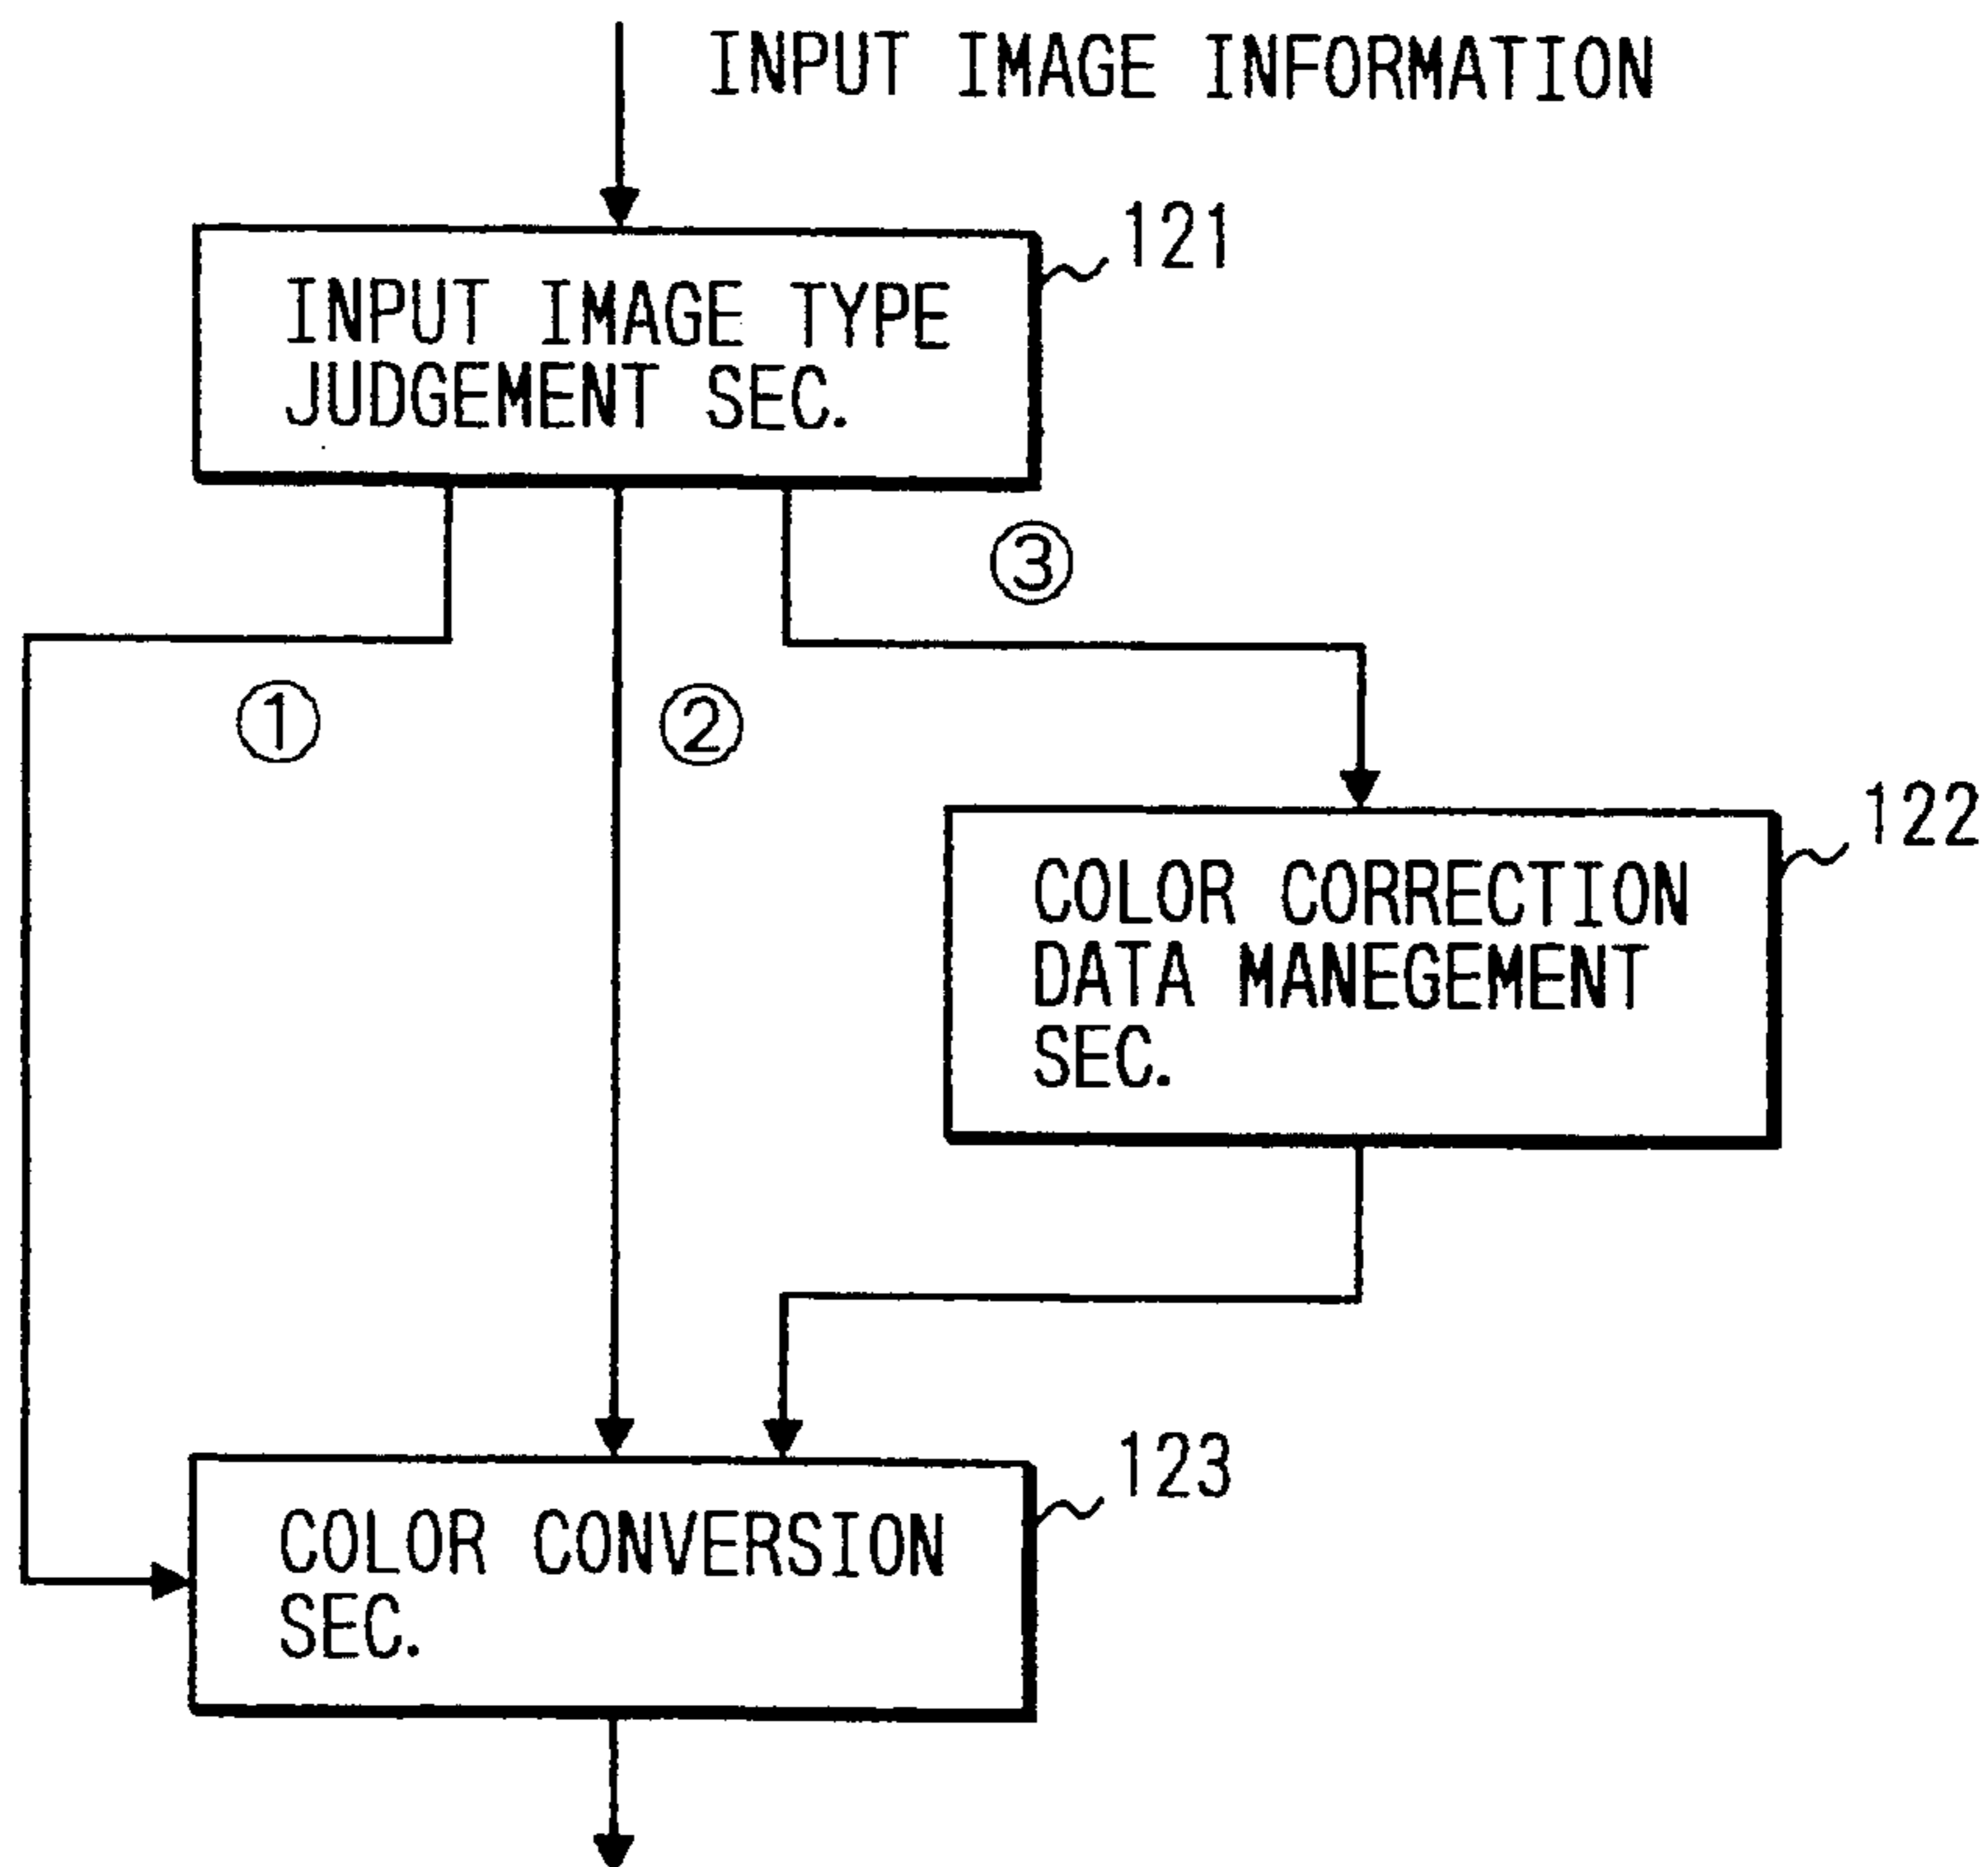 INPUT IMAGE INFORMATION
121
INPUT IMAGE TYPE
JUDGEMENT SEC.
③
①
②
122
COLOR CORRECTION
DATA MANEGEMENT
SEC.
123
COLOR CONVERSION
SEC.